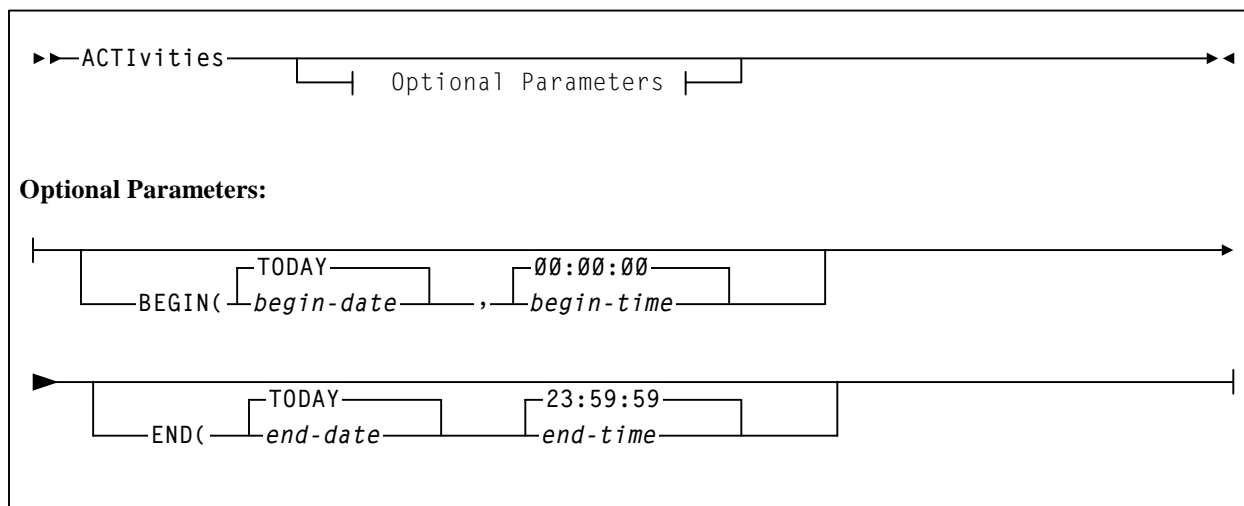 ACTIvities
Optional Parameters
Optional Parameters:
TODAY 00:00:00
BEGIN( begin-date , begin-time
TODAY 23:59:59
END( end-date end-time